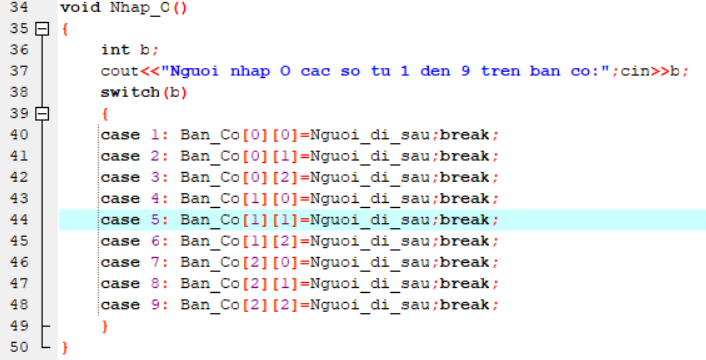 34 void Nhap_O()
35 {
36 int b;
37 cout<<"Nguoi nhap O cac so tu 1 den 9 tren ban co:";cin>>b;
38 switch(b)
39 {
40 case 1: Ban_Co[0][0]=Nguoi_di_sau;break;
41 case 2: Ban_Co[0][1]=Nguoi_di_sau;break;
42 case 3: Ban_Co[0][2]=Nguoi_di_sau;break;
43 case 4: Ban_Co[1][0]=Nguoi_di_sau;break;
44 case 5: Ban_Co[1][1]=Nguoi_di_sau;break;
45 case 6: Ban_Co[1][2]=Nguoi_di_sau;break;
46 case 7: Ban_Co[2][0]=Nguoi_di_sau;break;
47 case 8: Ban_Co[2][1]=Nguoi_di_sau;break;
48 case 9: Ban_Co[2][2]=Nguoi_di_sau;break;
49 }
50 }